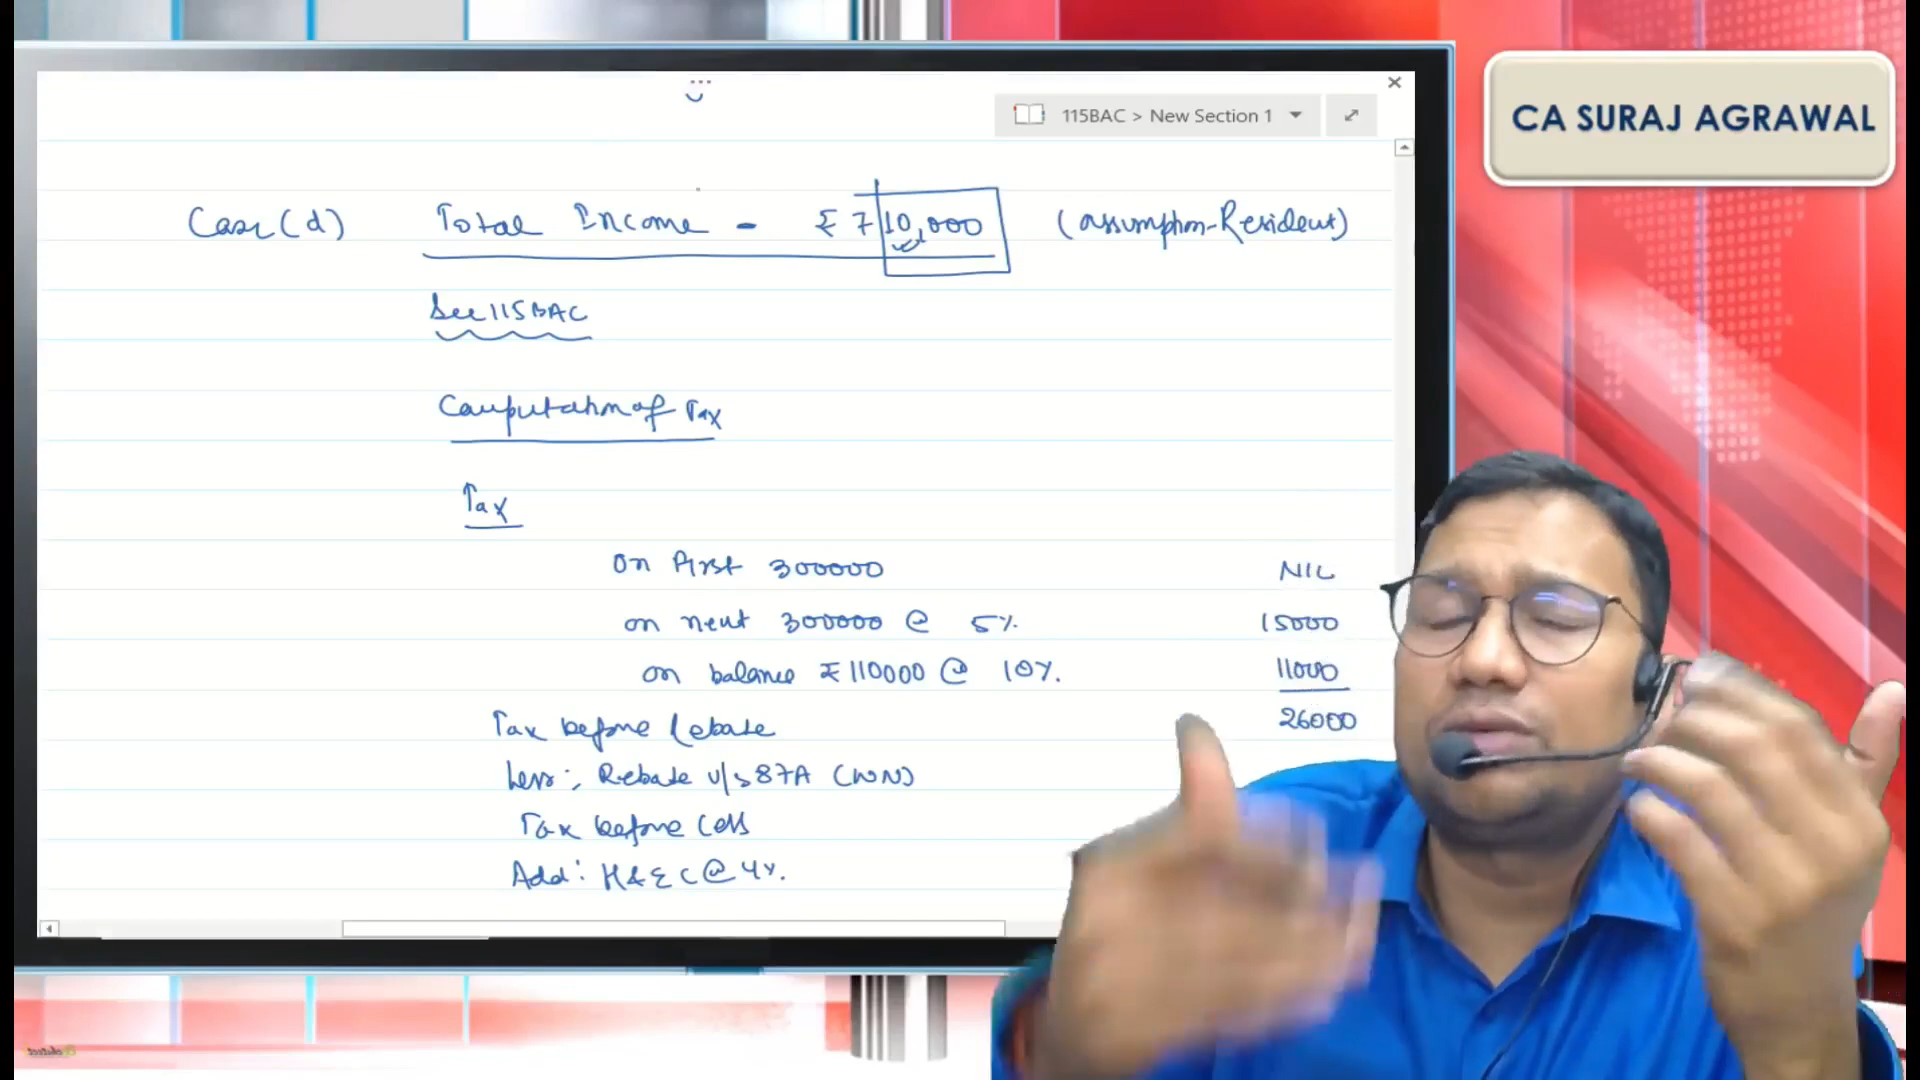 115BAC > New Section 1
CA SURAJ AGRAWAL
Case (d) Total Income - ₹ 710,000 (assumption-Resident)
Sec 115BAC
Computation of Tax
Tax
on First 300000 NIL
on next 300000 @ 5% 15000
on balance ₹ 110000 @ 10%. 11000
Tax before Rebate 26000
Less:, Rebate u/s 87A (WN)
Tax before Cess
Add: H & E C @ 4%.